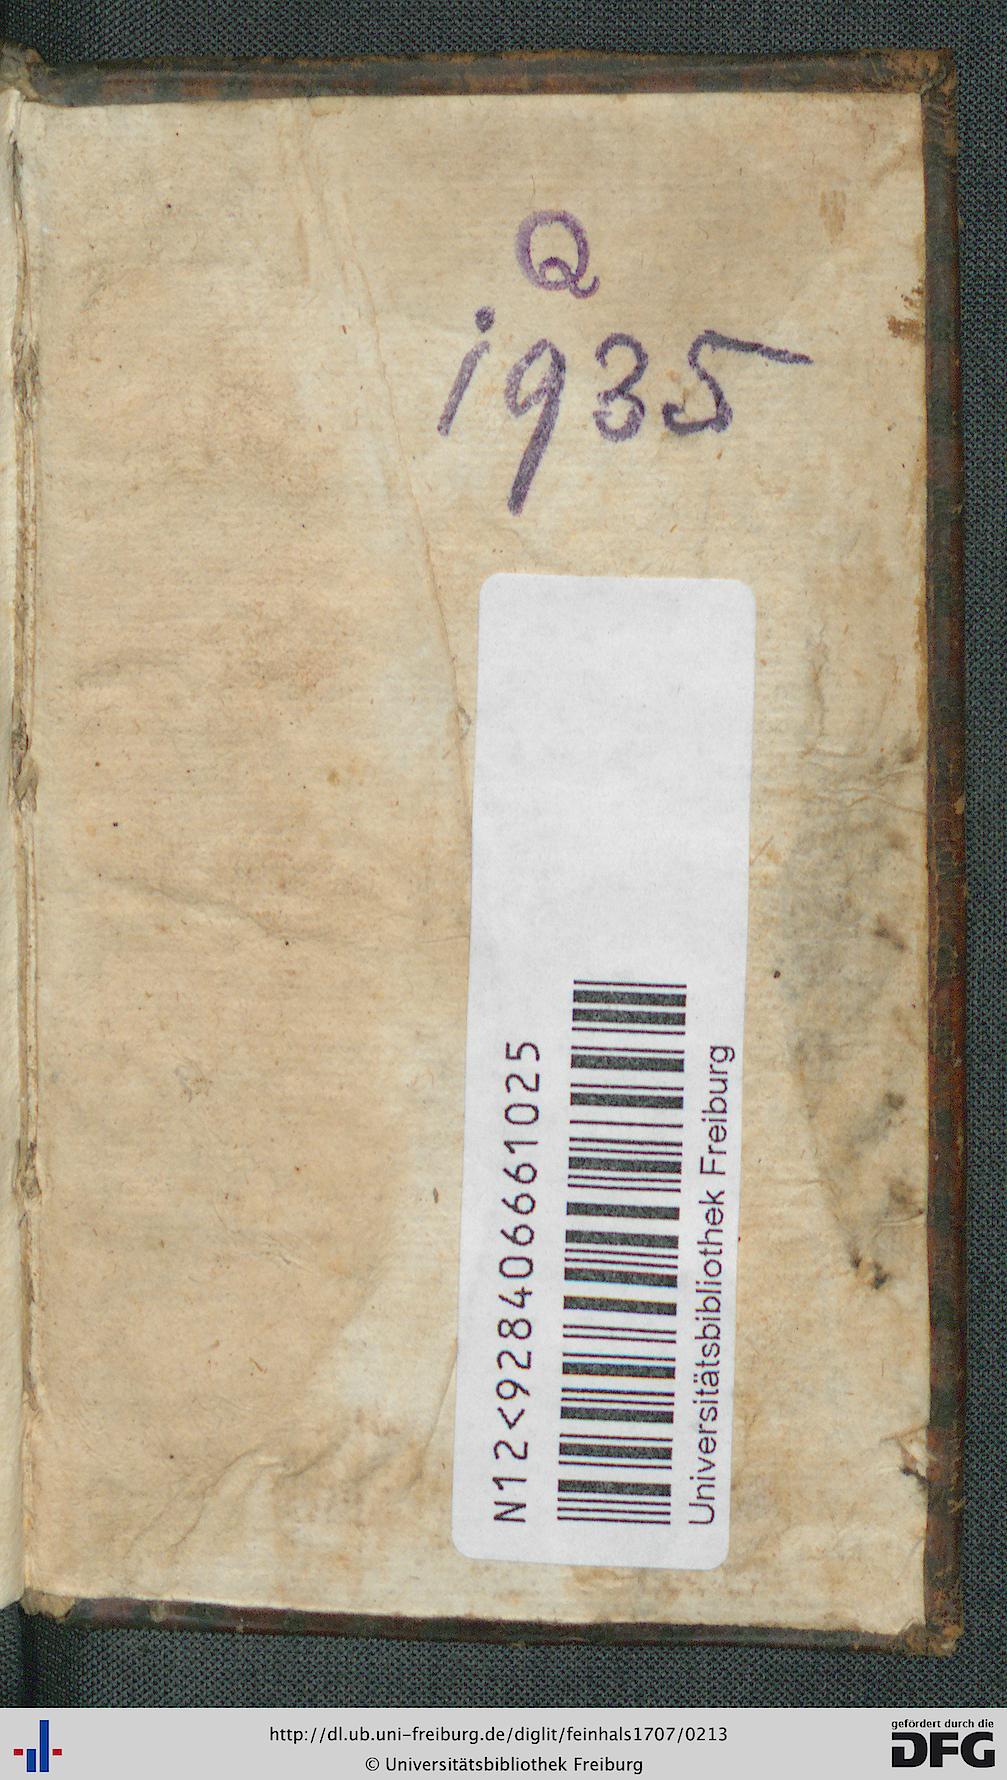 Q
1935
N12<928406661025
Universitätsbibliothek Freiburg
http://dl.ub.uni-freiburg.de/diglit/feinhals1707/0213
© Universitätsbibliothek Freiburg
gefördert durch die
DFG